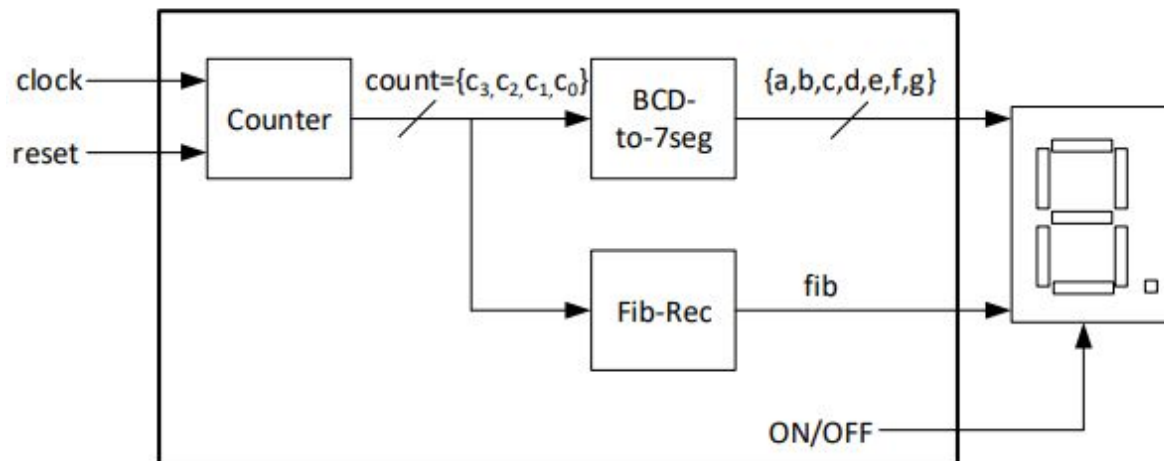 clock
reset
Counter
count={c₃,c₂,c₁,c₀}
BCD-
to-7seg
{a,b,c,d,e,f,g}
Fib-Rec
fib
ON/OFF